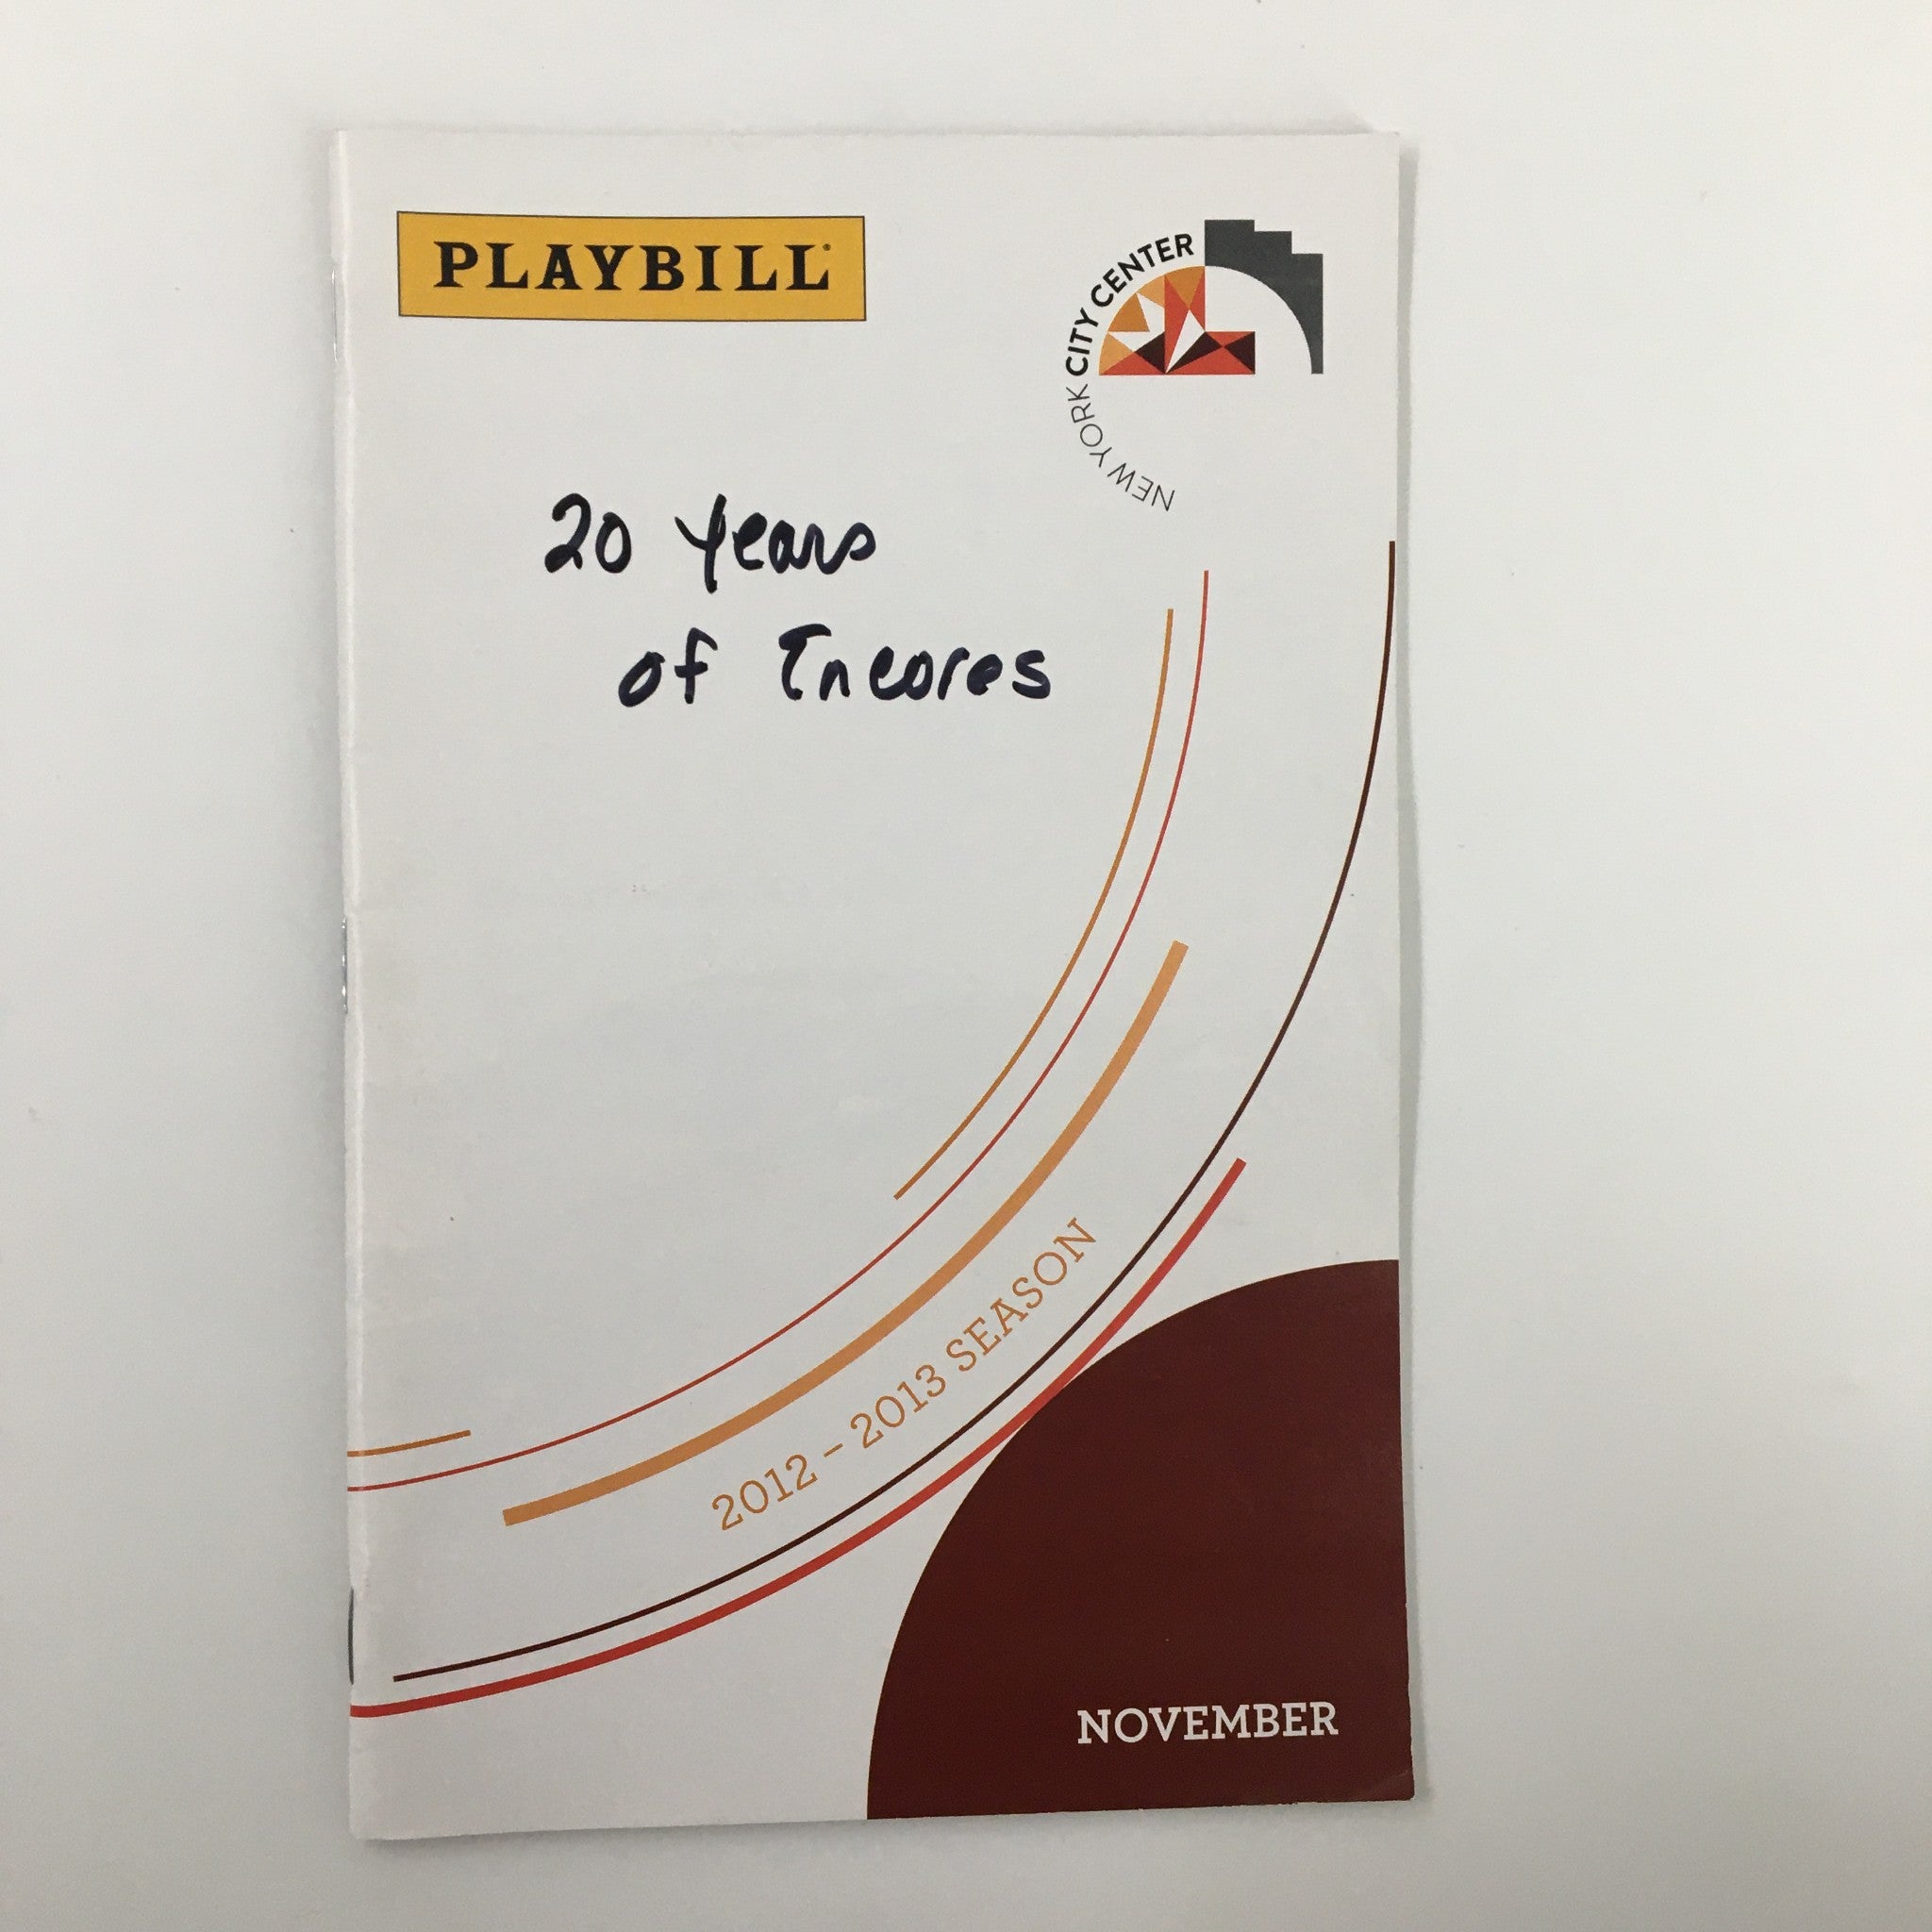 PLAYBILL®
NEW YORK CITY CENTER
20 Years
of Encores
2012 – 2013 SEASON
NOVEMBER